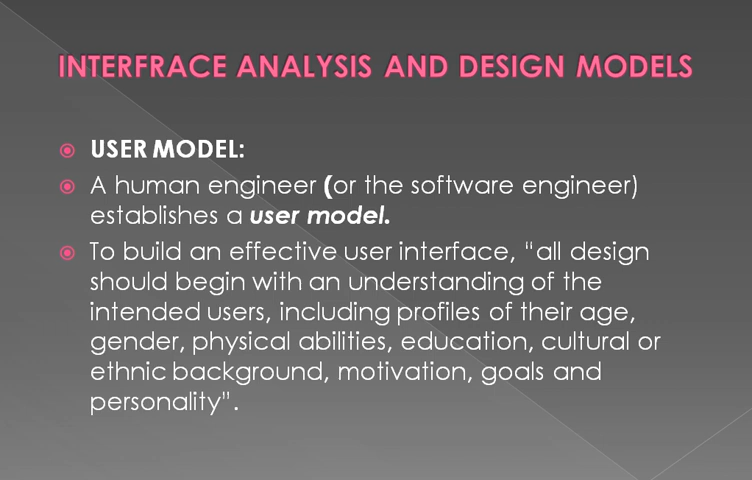 INTERFRACE ANALYSIS AND DESIGN MODELS
USER MODEL:
A human engineer (or the software engineer)
establishes a user model.
To build an effective user interface, "all design
should begin with an understanding of the
intended users, including profiles of their age,
gender, physical abilities, education, cultural or
ethnic background, motivation, goals and
personality".